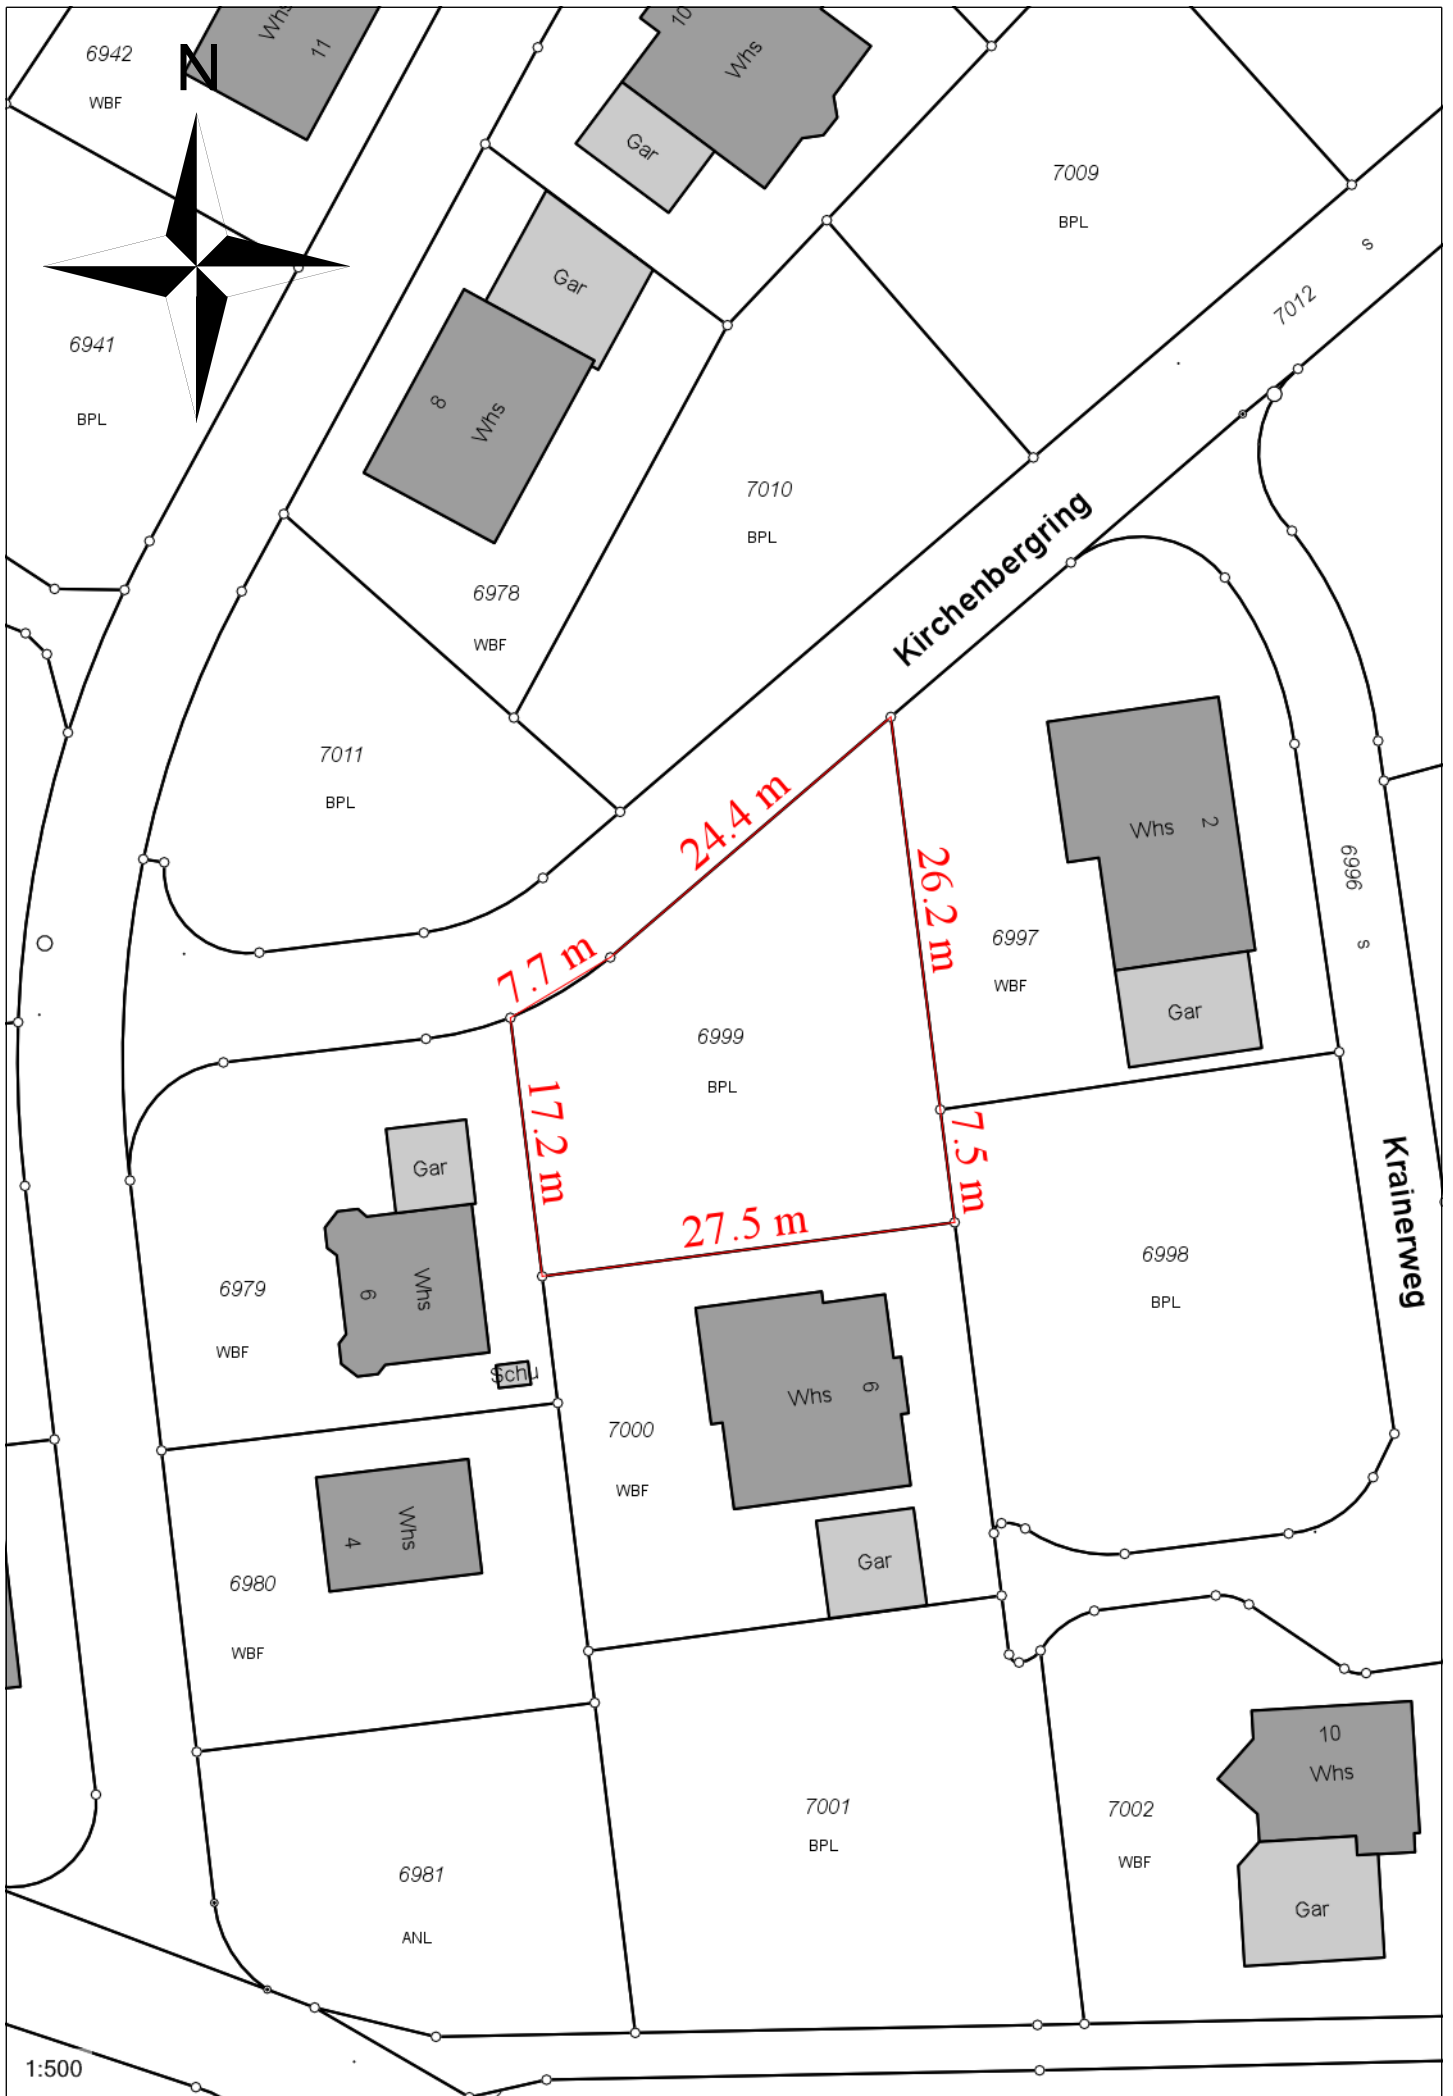 6942
WBF
Whs
11
N
10
Whs
Gar
7009
BPL
s
7012
Gar
8
Whs
6941
BPL
7010
BPL
Kirchenbergring
6978
WBF
7011
BPL
24.4 m
7.7 m
26.2 m
Whs
2
6996
s
6997
WBF
Gar
6999
BPL
17.2 m
7.5 m
27.5 m
Gar
6979
WBF
6
Whs
Schu
6998
BPL
Krainerweg
7000
WBF
Whs
6
Gar
4
Whs
6980
WBF
7001
BPL
7002
WBF
10
Whs
Gar
6981
ANL
1:500